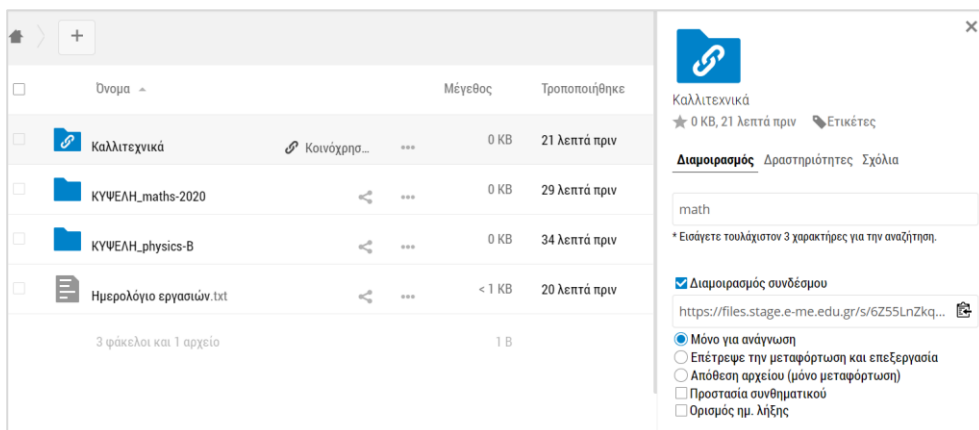 +
Όνομα Μέγεθος Τροποποιήθηκε
Καλλιτεχνικά Κοινόχρησ... 0 KB 21 λεπτά πριν
ΚΥΨΕΛΗ_maths-2020 0 KB 29 λεπτά πριν
ΚΥΨΕΛΗ_physics-B 0 KB 34 λεπτά πριν
Ημερολόγιο εργασιών.txt < 1 KB 20 λεπτά πριν
3 φάκελοι και 1 αρχείο 1 B
Καλλιτεχνικά
0 KB, 21 λεπτά πριν Ετικέτες
Διαμοιρασμός Δραστηριότητες Σχόλια
math
* Εισάγετε τουλάχιστον 3 χαρακτήρες για την αναζήτηση.
Διαμοιρασμός συνδέσμου
https://files.stage.e-me.edu.gr/s/6Z55LnZkq...
Μόνο για ανάγνωση
Επέτρεψε την μεταφόρτωση και επεξεργασία
Απόθεση αρχείου (μόνο μεταφόρτωση)
Προστασία συνθηματικού
Ορισμός ημ. λήξης